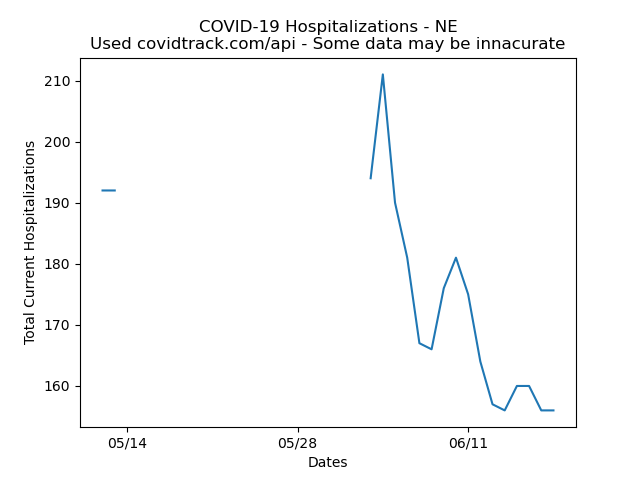 COVID-19 Hospitalizations - NE
Used covidtrack.com/api - Some data may be innacurate
Total Current Hospitalizations
210
200
190
180
170
160
05/14
05/28
06/11
Dates